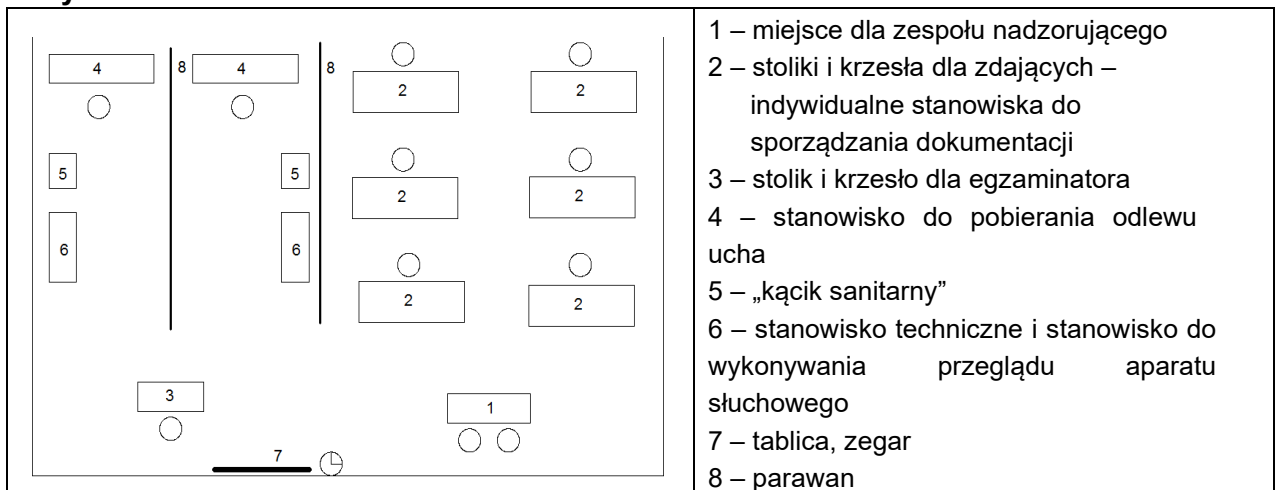 4
8
4
8
2
2
5
5
2
2
6
6
2
2
3
1
7
1 – miejsce dla zespołu nadzorującego
2 – stoliki i krzesła dla zdających –
indywidualne stanowiska do
sporządzania dokumentacji
3 – stolik i krzesło dla egzaminatora
4 – stanowisko do pobierania odlewu
ucha
5 – „kącik sanitarny”
6 – stanowisko techniczne i stanowisko do
wykonywania przeglądu aparatu
słuchowego
7 – tablica, zegar
8 – parawan